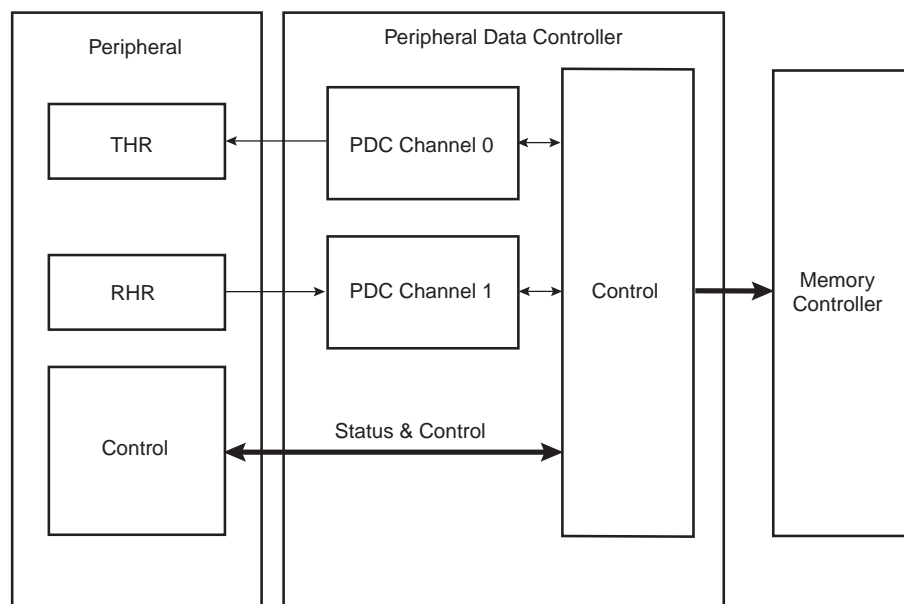 Peripheral
THR
RHR
Control
Peripheral Data Controller
PDC Channel 0
PDC Channel 1
Control
Status & Control
Memory
Controller